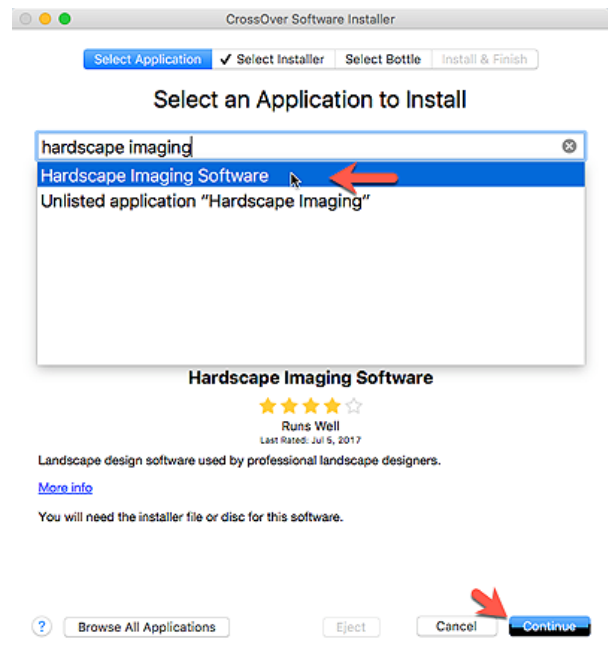 CrossOver Software Installer
Select Application ✓ Select Installer Select Bottle Install & Finish
Select an Application to Install
hardscape imaging
Hardscape Imaging Software
Unlisted application "Hardscape Imaging"
Hardscape Imaging Software
Runs Well
Last Rated: Jul 5, 2017
Landscape design software used by professional landscape designers.
More info
You will need the installer file or disc for this software.
? Browse All Applications Eject Cancel Continue